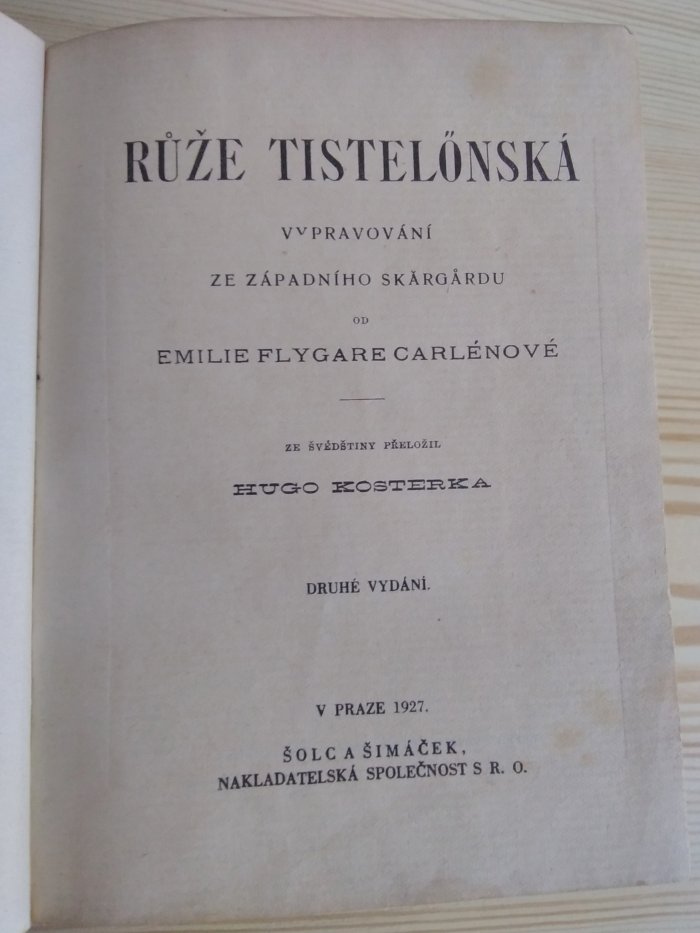 RŮŽE TISTELŐNSKÁ
VYPRAVOVÁNÍ
ZE ZÁPADNÍHO SKÄRGÅRDU
OD
EMILIE FLYGARE CARLÉNOVÉ
ZE ŠVÉDŠTINY PŘELOŽIL
HUGO KOSTERKA
DRUHÉ VYDÁNÍ.
V PRAZE 1927.
ŠOLC A ŠIMÁČEK,
NAKLADATELSKÁ SPOLEČNOST S R. O.